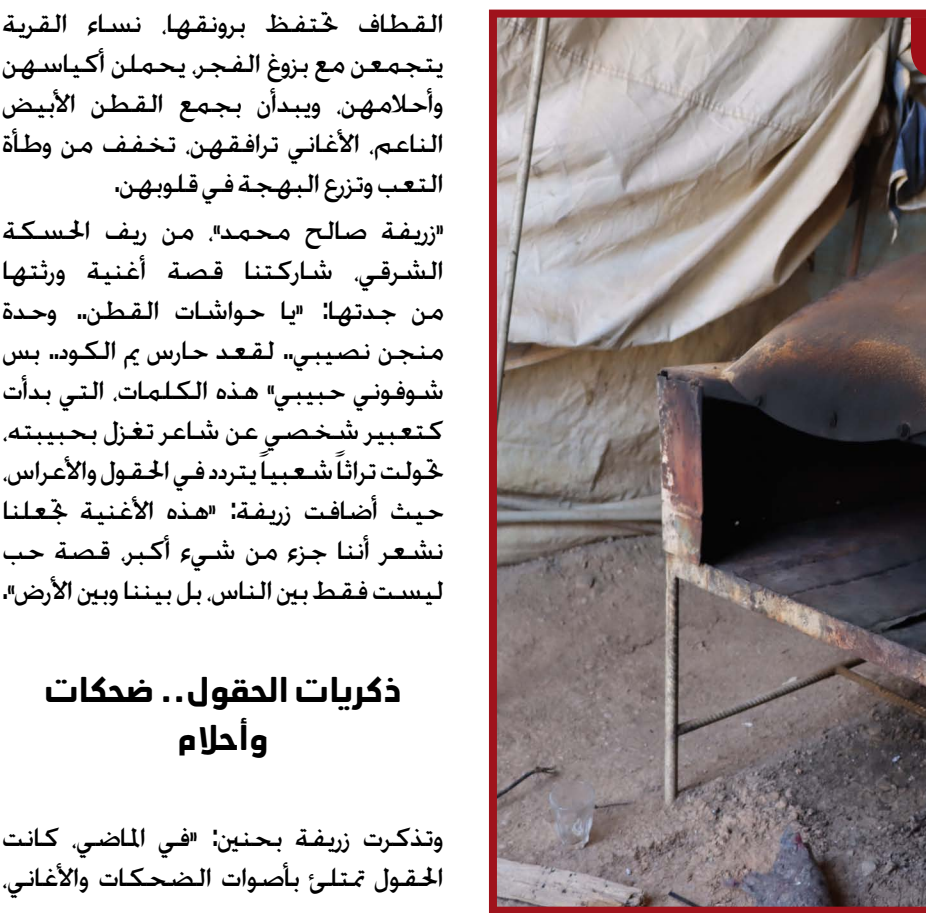 القطاف تحتفظ برونقها، نساء القرية
يتجمعن مع بزوغ الفجر، يحملن أكياسهن
وأحلامهن، ويبدأن بجمع القطن الأبيض
الناعم، الأغاني ترافقهن، تخفف من وطأة
التعب وتزرع البهجة في قلوبهن.
"زريفة صالح محمد"، من ريف الحسكة
الشرقي، شاركتنا قصة أغنية ورثتها
من جدتها: "يا حواشات القطن.. وحدة
منجن نصيبي.. لقعد حارس يم الكود.. بس
شوفوني حبيبي" هذه الكلمات، التي بدأت
كتعبير شخصي عن شاعر تغزل بحبيبته،
تحولت تراثاً شعبياً يتردد في الحقول والأعراس،
حيث أضافت زريفة: "هذه الأغنية تجعلنا
نشعر أننا جزء من شيء أكبر، قصة حب
ليست فقط بين الناس، بل بيننا وبين الأرض".
ذكريات الحقول.. ضحكات
وأحلام
وتذكرت زريفة بحنين: "في الماضي، كانت
الحقول تمتلئ بأصوات الضحكات والأغاني،